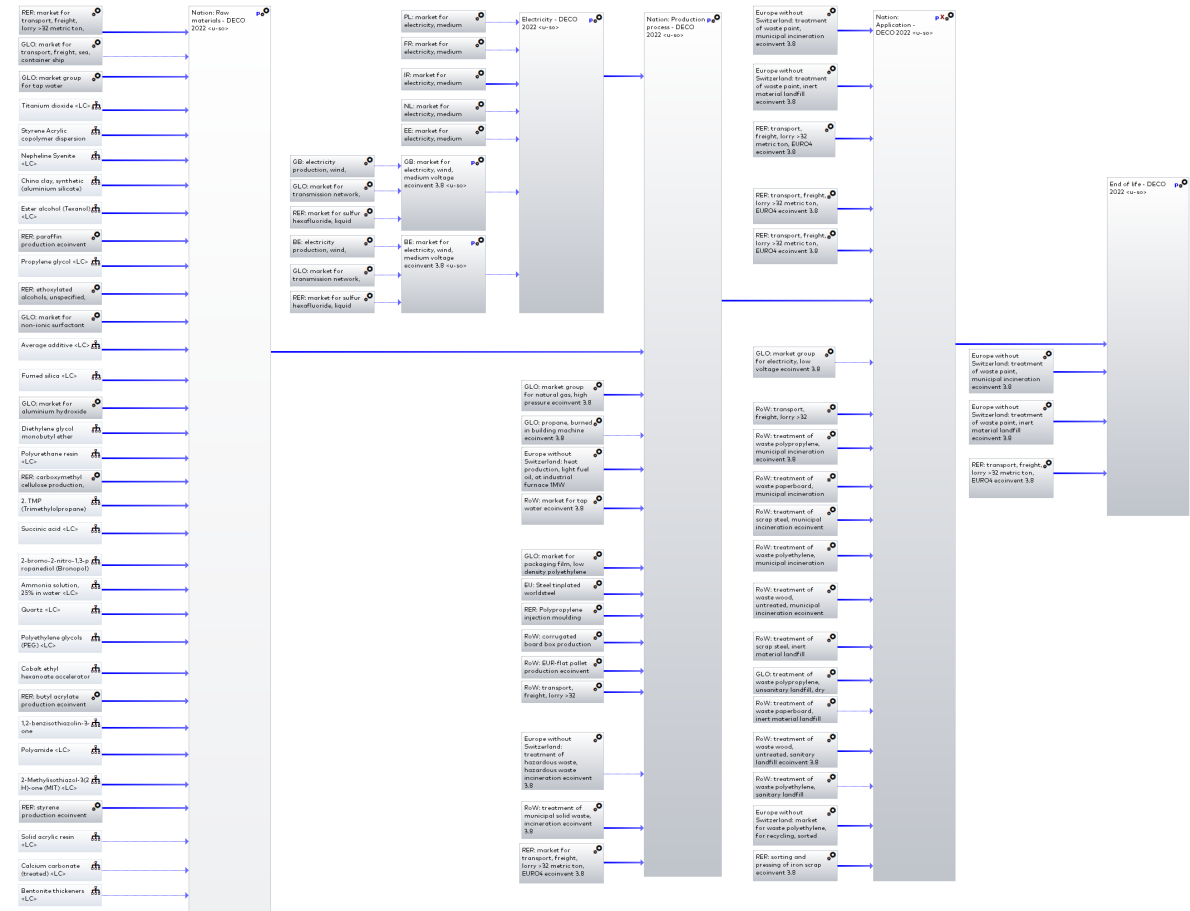 RER: market for
transport, freight,
lorry >32 metric ton,
GLO: market for
transport, freight, sea,
container ship
GLO: market group
for tap water
Titanium dioxide <LC>
Styrene Acrylic
copolymer dispersion
Nepheline Syenite
<LC>
China clay, synthetic
(aluminium silicate)
Ester alcohol (Texanol)
<LC>
RER: paraffin
production ecoinvent
Propylene glycol <LC>
RER: ethoxylated
alcohols, unspecified,
GLO: market for
non-ionic surfactant
Average additive <LC>
Fumed silica <LC>
GLO: market for
aluminium hydroxide
Diethylene glycol
monobutyl ether
Polyurethane resin
<LC>
RER: carboxymethyl
cellulose production,
2. TMP
(Trimethylolpropane)
Succinic acid <LC>
2-bromo-2-nitro-1,3-p
ropanediol (Bronopol)
Ammonia solution,
25% in water <LC>
Quartz <LC>
Polyethylene glycols
(PEG) <LC>
Cobalt ethyl
hexanoate accelerator
RER: butyl acrylate
production ecoinvent
1,2-benzisothiazolin-3-
one
Polyamide <LC>
2-Methylisothiazol-3(2
H)-one (MIT) <LC>
RER: styrene
production ecoinvent
Solid acrylic resin
<LC>
Calcium carbonate
(treated) <LC>
Bentonite thickeners
<LC>
Nation: Raw
materials - DECO
2022 <u-so>
PL: market for
electricity, medium
FR: market for
electricity, medium
IR: market for
electricity, medium
NL: market for
electricity, medium
EE: market for
electricity, medium
GB: electricity
production, wind,
GLO: market for
transmission network,
RER: market for sulfur
hexafluoride, liquid
BE: electricity
production, wind,
GLO: market for
transmission network,
RER: market for sulfur
hexafluoride, liquid
GB: market for
electricity, wind,
medium voltage
ecoinvent 3.8 <u-so>
BE: market for
electricity, wind,
medium voltage
ecoinvent 3.8 <u-so>
Electricity - DECO
2022 <u-so>
GLO: market group
for natural gas, high
pressure ecoinvent 3.8
GLO: propane, burned
in building machine
ecoinvent 3.8
Europe without
Switzerland: heat
production, light fuel
oil, at industrial
furnace 1MW
RoW: market for tap
water ecoinvent 3.8
GLO: market for
packaging film, low
density polyethylene
EU: Steel tinplated
worldsteel
RER: Polypropylene
injection moulding
RoW: corrugated
board box production
RoW: EUR-flat pallet
production ecoinvent
RoW: transport,
freight, lorry >32
Europe without
Switzerland:
treatment of
hazardous waste,
hazardous waste
incineration ecoinvent
3.8
RoW: treatment of
municipal solid waste,
incineration ecoinvent
3.8
RER: market for
transport, freight,
lorry >32 metric ton,
EURO4 ecoinvent 3.8
Nation: Production
process - DECO
2022 <u-so>
Europe without
Switzerland: treatment
of waste paint,
municipal incineration
ecoinvent 3.8
Europe without
Switzerland: treatment
of waste paint, inert
material landfill
ecoinvent 3.8
RER: transport,
freight, lorry >32
metric ton, EURO4
ecoinvent 3.8
RER: transport, freight,
lorry >32 metric ton,
EURO4 ecoinvent 3.8
RER: transport, freight,
lorry >32 metric ton,
EURO4 ecoinvent 3.8
GLO: market group
for electricity, low
voltage ecoinvent 3.8
RoW: transport,
freight, lorry >32
RoW: treatment of
waste polypropylene,
municipal incineration
ecoinvent 3.8
RoW: treatment of
waste paperboard,
municipal incineration
RoW: treatment of
scrap steel, municipal
incineration ecoinvent
RoW: treatment of
waste polyethylene,
municipal incineration
RoW: treatment of
waste wood,
untreated, municipal
incineration ecoinvent
RoW: treatment of
scrap steel, inert
material landfill
GLO: treatment of
waste polypropylene,
unsanitary landfill, dry
RoW: treatment of
waste paperboard,
inert material landfill
RoW: treatment of
waste wood,
untreated, sanitary
landfill ecoinvent 3.8
RoW: treatment of
waste polyethylene,
sanitary landfill
Europe without
Switzerland: market
for waste polyethylene,
for recycling, sorted
RER: sorting and
pressing of iron scrap
ecoinvent 3.8
Nation:
Application -
DECO 2022 <u-so>
Europe without
Switzerland: treatment
of waste paint,
municipal incineration
ecoinvent 3.8
Europe without
Switzerland: treatment
of waste paint, inert
material landfill
ecoinvent 3.8
RER: transport, freight,
lorry >32 metric ton,
EURO4 ecoinvent 3.8
End of life - DECO
2022 <u-so>